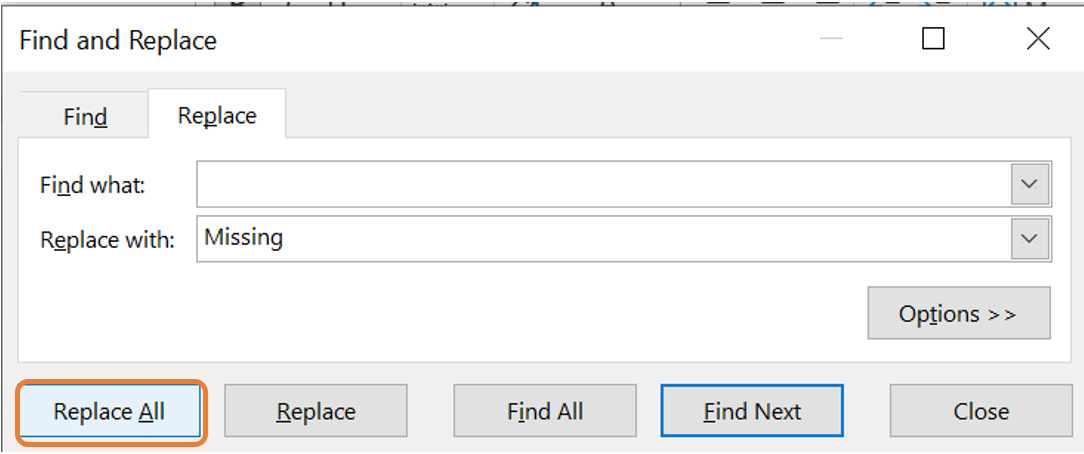 Find and Replace
Find Replace
Find what:
Replace with: Missing
Options >>
Replace All Replace Find All Find Next Close